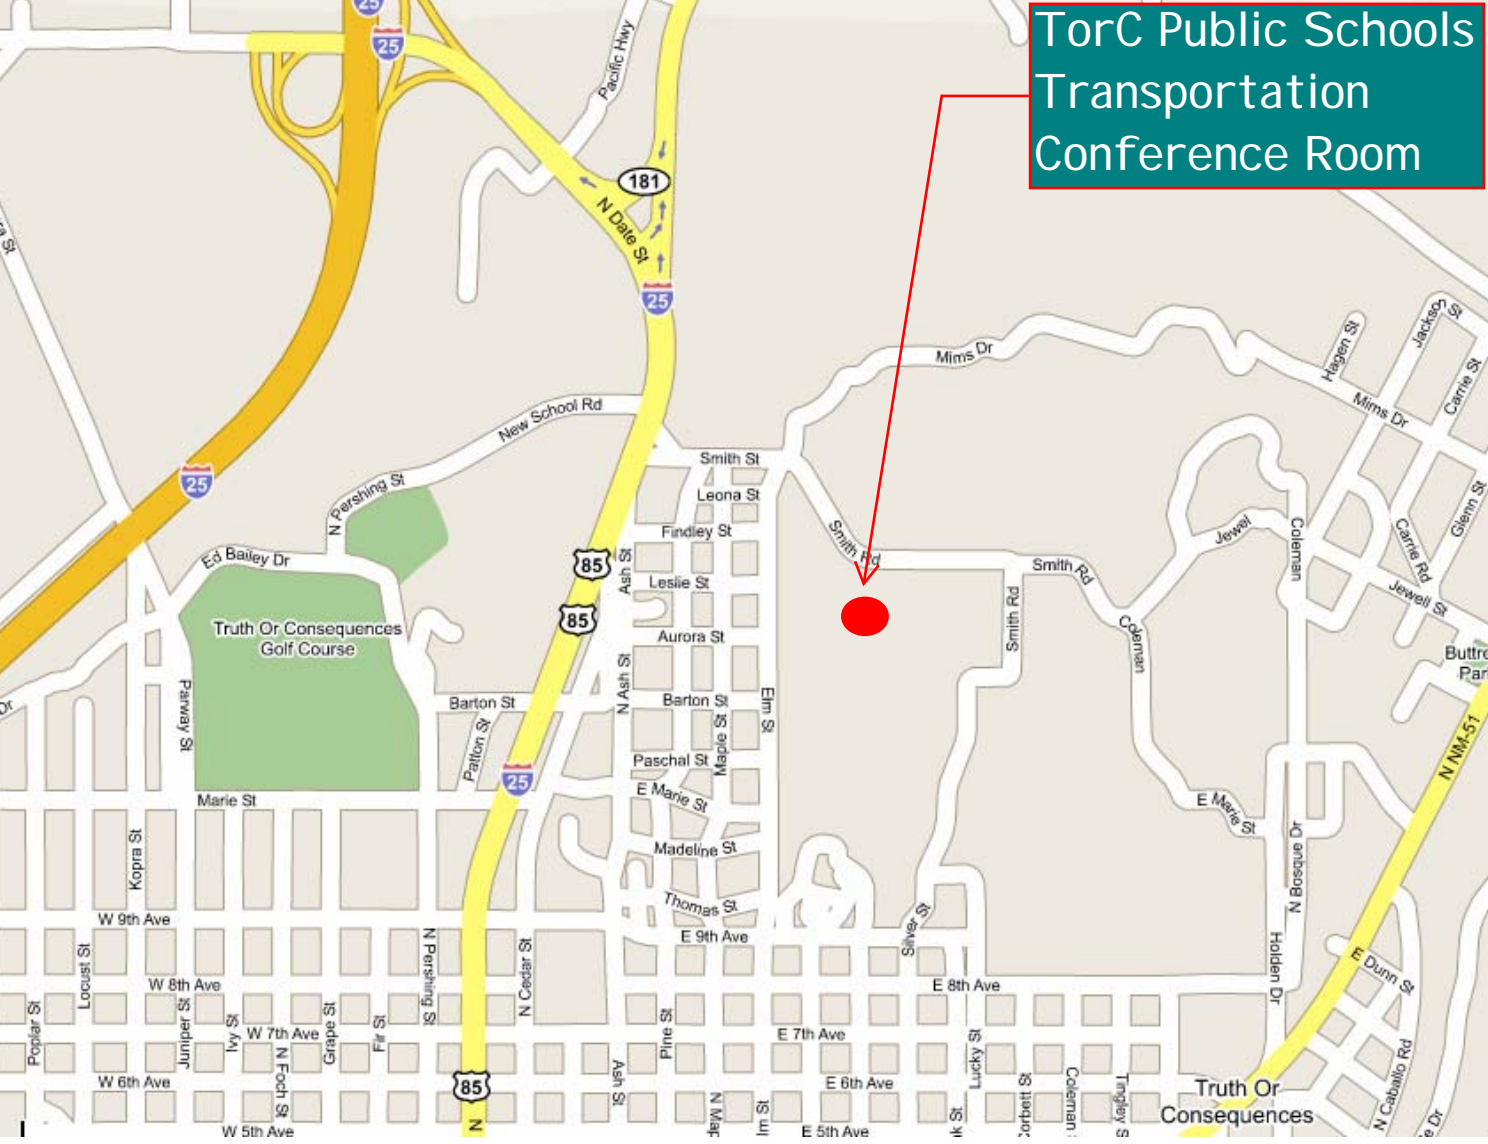 TorC Public Schools
Transportation
Conference Room
25
25
Pacific Hwy
181
N Date St
25
Mims Dr
Hagen St
Jackson St
Carrie St
Mims Dr
New School Rd
Smith St
25
N Pershing St
Leona St
Glenn St
Findley St
Smith Rd
Jewel
Coleman
Carrie Rd
Ed Bailey Dr
85
Ash St
Leslie St
Smith Rd
Smith Rd
Jewell St
85
Truth Or Consequences
Golf Course
Aurora St
Coleman
Parway St
N Ash St
Barton St
Barton St
Elm St
Maple St
Patton St
Paschal St
N NM-51
25
Marie St
E Marie St
E Marie St
Kopra St
Madeline St
N Bosque Dr
Thomas St
W 9th Ave
E 9th Ave
Silver St
Locust St
N Pershing St
N Cedar St
Holden Dr
E Dunn St
W 8th Ave
E 8th Ave
Poplar St
Juniper St
Ivy St
W 7th Ave
Grape St
Fir St
Pine St
E 7th Ave
Lucky St
N Foch St
W 6th Ave
85
Ash St
E 6th Ave
Truth Or
Consequences
N Caballo Rd
W 5th Ave
N
E 5th Ave